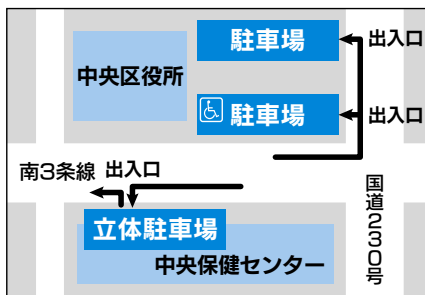 駐車場
出入口
中央区役所
駐車場
出入口
南3条線
出入口
国道230号
立体駐車場
中央保健センター